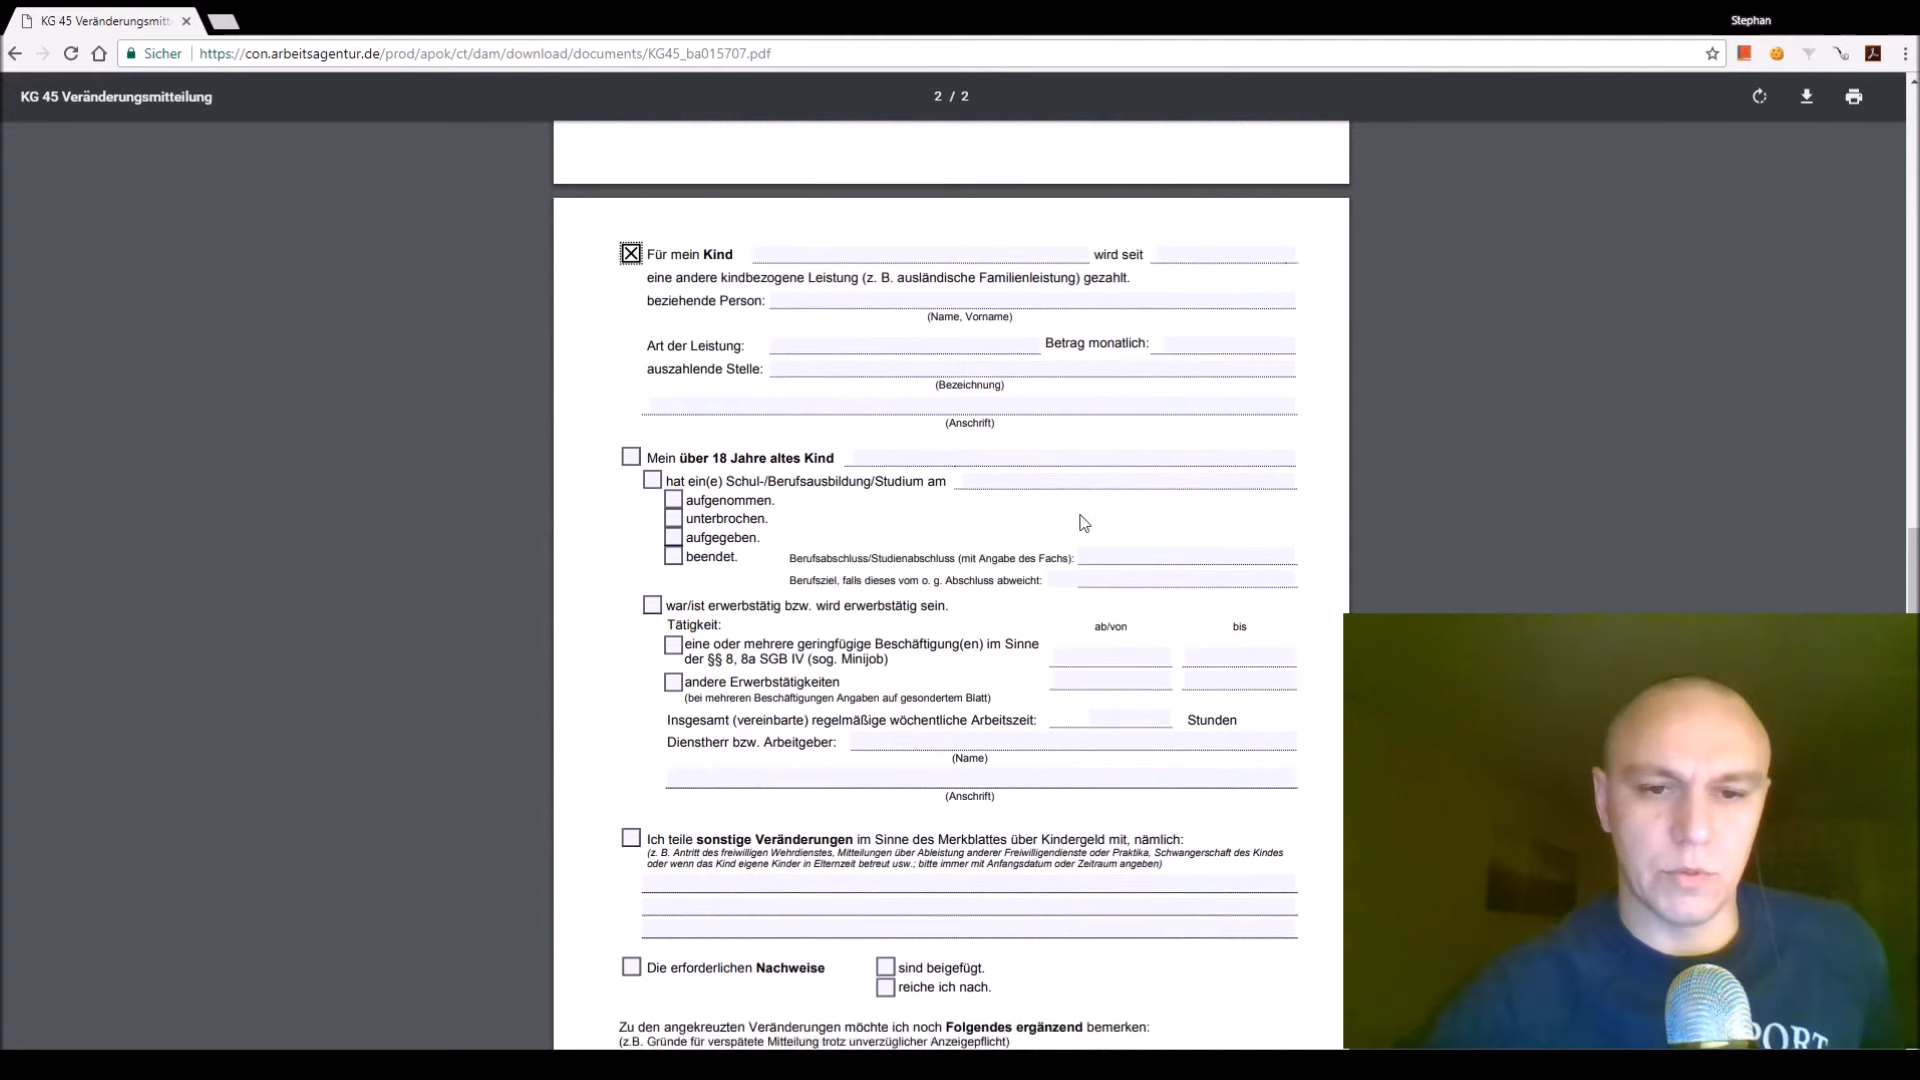 KG 45 Veränderungsmitt
Stephan
Sicher https://con.arbeitsagentur.de/prod/apok/ct/dam/download/documents/KG45_ba015707.pdf
KG 45 Veränderungsmitteilung 2 / 2
Für mein Kind wird seit
eine andere kindbezogene Leistung (z. B. ausländische Familienleistung) gezahlt.
beziehende Person:
(Name, Vorname)
Art der Leistung: Betrag monatlich:
auszahlende Stelle:
(Bezeichnung)
(Anschrift)
Mein über 18 Jahre altes Kind
hat ein(e) Schul-/Berufsausbildung/Studium am
aufgenommen.
unterbrochen.
aufgegeben.
beendet. Berufsabschluss/Studienabschluss (mit Angabe des Fachs):
Berufsziel, falls dieses vom o. g. Abschluss abweicht:
war/ist erwerbstätig bzw. wird erwerbstätig sein.
Tätigkeit: ab/von bis
eine oder mehrere geringfügige Beschäftigung(en) im Sinne
der §§ 8, 8a SGB IV (sog. Minijob)
andere Erwerbstätigkeiten
(bei mehreren Beschäftigungen Angaben auf gesondertem Blatt)
Insgesamt (vereinbarte) regelmäßige wöchentliche Arbeitszeit: Stunden
Dienstherr bzw. Arbeitgeber:
(Name)
(Anschrift)
Ich teile sonstige Veränderungen im Sinne des Merkblattes über Kindergeld mit, nämlich:
(z. B. Antritt des freiwilligen Wehrdienstes, Mitteilungen über Ableistung anderer Freiwilligendienste oder Praktika, Schwangerschaft des Kindes
oder wenn das Kind eigene Kinder in Elternzeit betreut usw.; bitte immer mit Anfangsdatum oder Zeitraum angeben)
Die erforderlichen Nachweise sind beigefügt.
reiche ich nach.
Zu den angekreuzten Veränderungen möchte ich noch Folgendes ergänzend bemerken:
(z.B. Gründe für verspätete Mitteilung trotz unverzüglicher Anzeigepflicht)